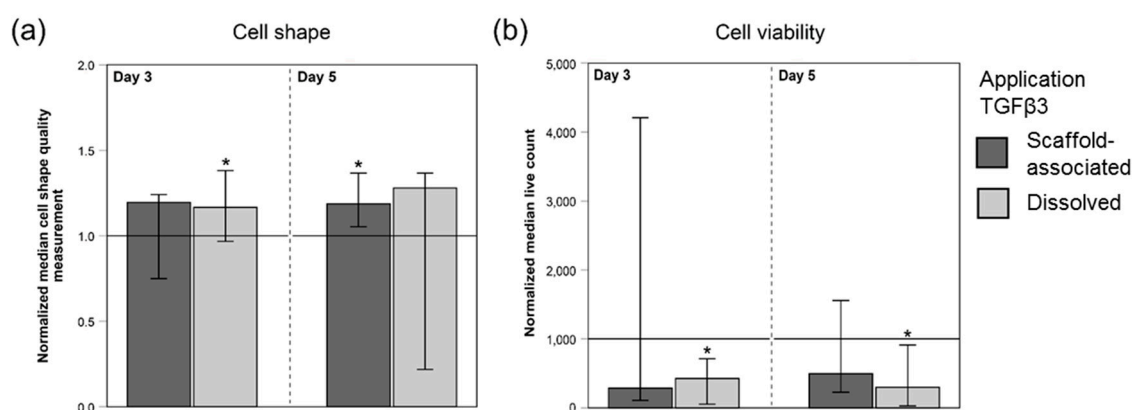 (a)
Cell shape
Normalized median cell shape quality
measurement
2.0
1.5
1.0
0.5
0.0
Day 3
Day 5
*
*
(b)
Cell viability
Normalized median live count
5,000
4,000
3,000
2,000
1,000
0
Day 3
Day 5
*
*
Application
TGFβ3
Scaffold-
associated
Dissolved